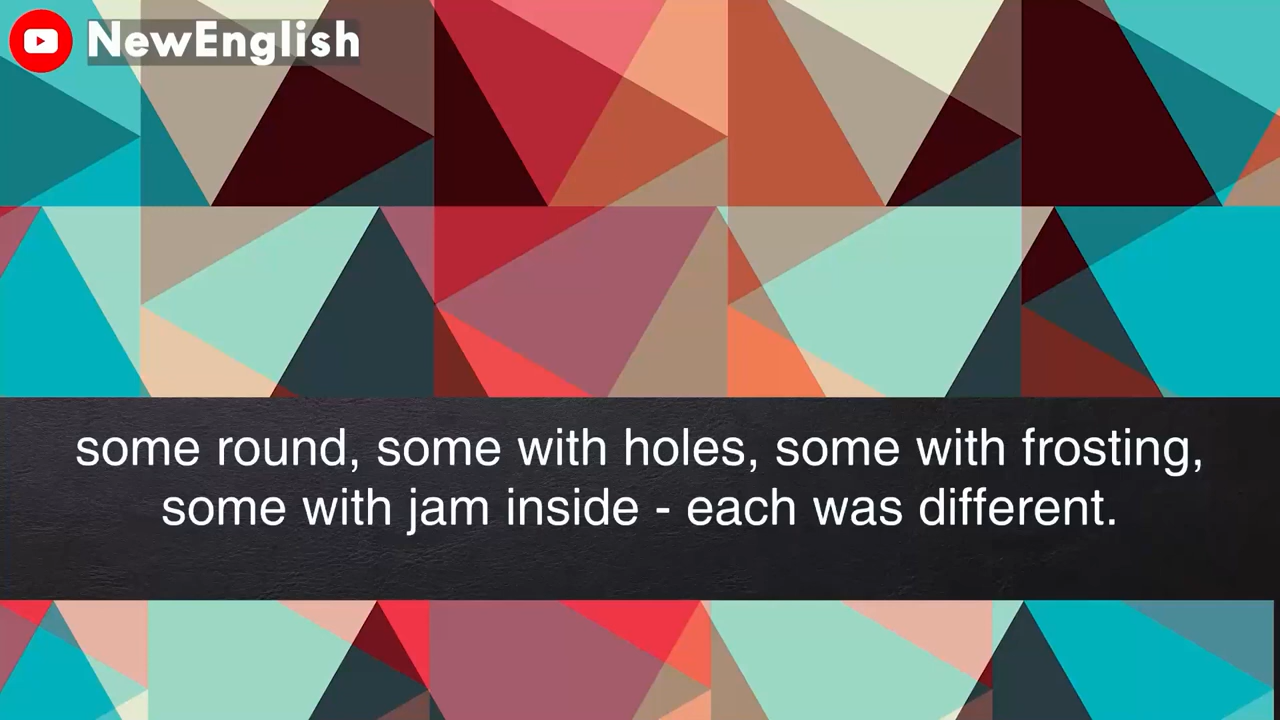 NewEnglish
some round, some with holes, some with frosting,
some with jam inside - each was different.